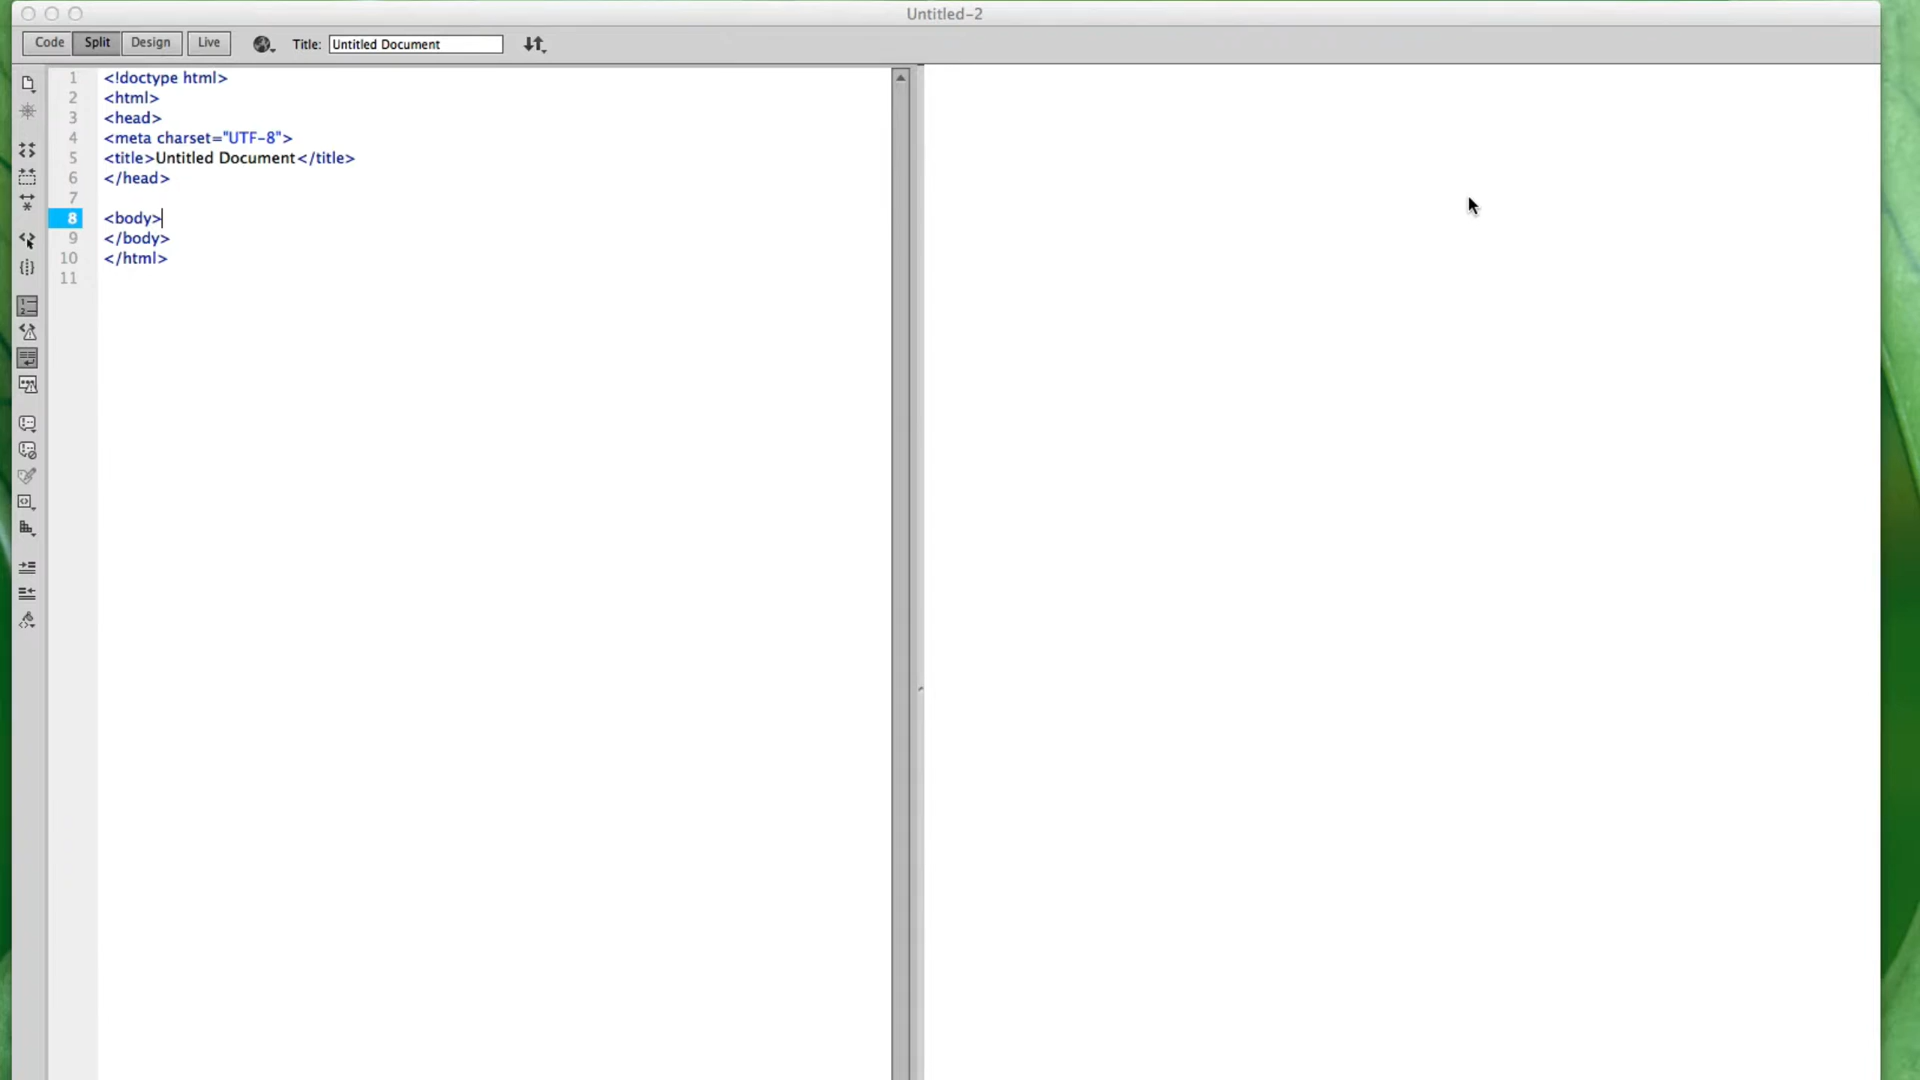 Untitled-2
Code Split Design Live Title: Untitled Document
1 <!doctype html>
2 <html>
3 <head>
4 <meta charset="UTF-8">
5 <title>Untitled Document</title>
6 </head>
7
8 <body>
9 </body>
10 </html>
11